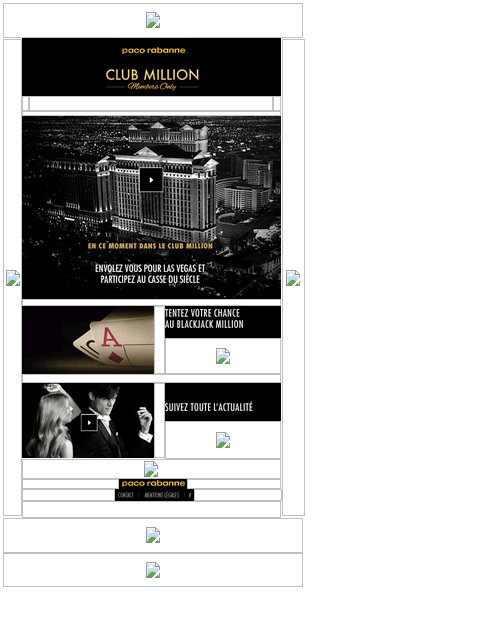 paco rabanne
CLUB MILLION
Members Only
EN CE MOMENT DANS LE CLUB MILLION
ENVOLEZ VOUS POUR LAS VEGAS ET
PARTICIPEZ AU CASSE DU SIÈCLE
TENTEZ VOTRE CHANCE
AU BLACKJACK MILLION
A
SUIVEZ TOUTE L'ACTUALITÉ
paco rabanne
CONTACT | MENTIONS LÉGALES |